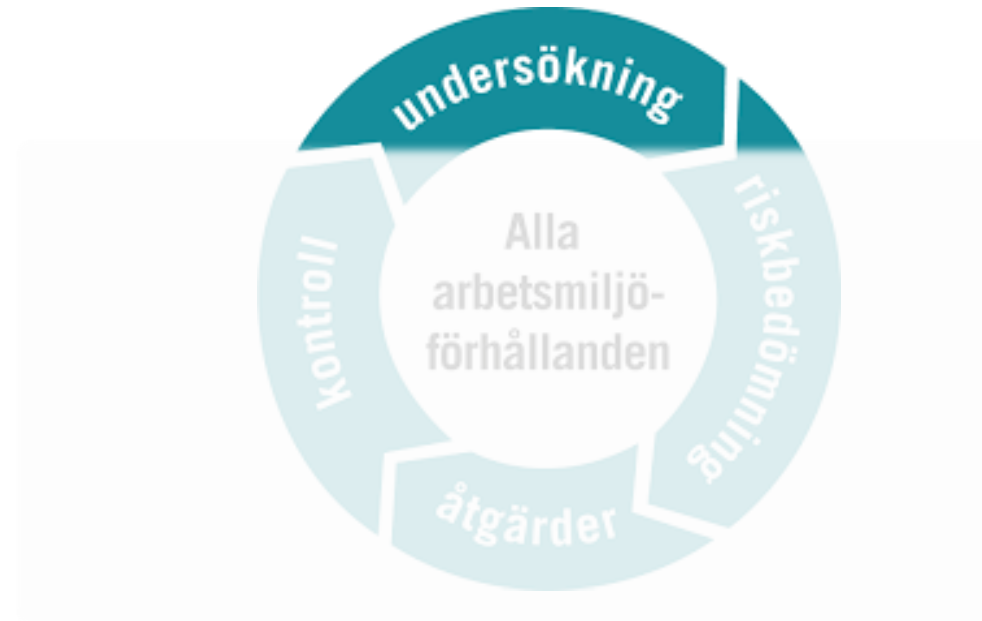 undersökning
riskbedömning
åtgärder
kontroll
Alla
arbetsmiljö-
förhållanden